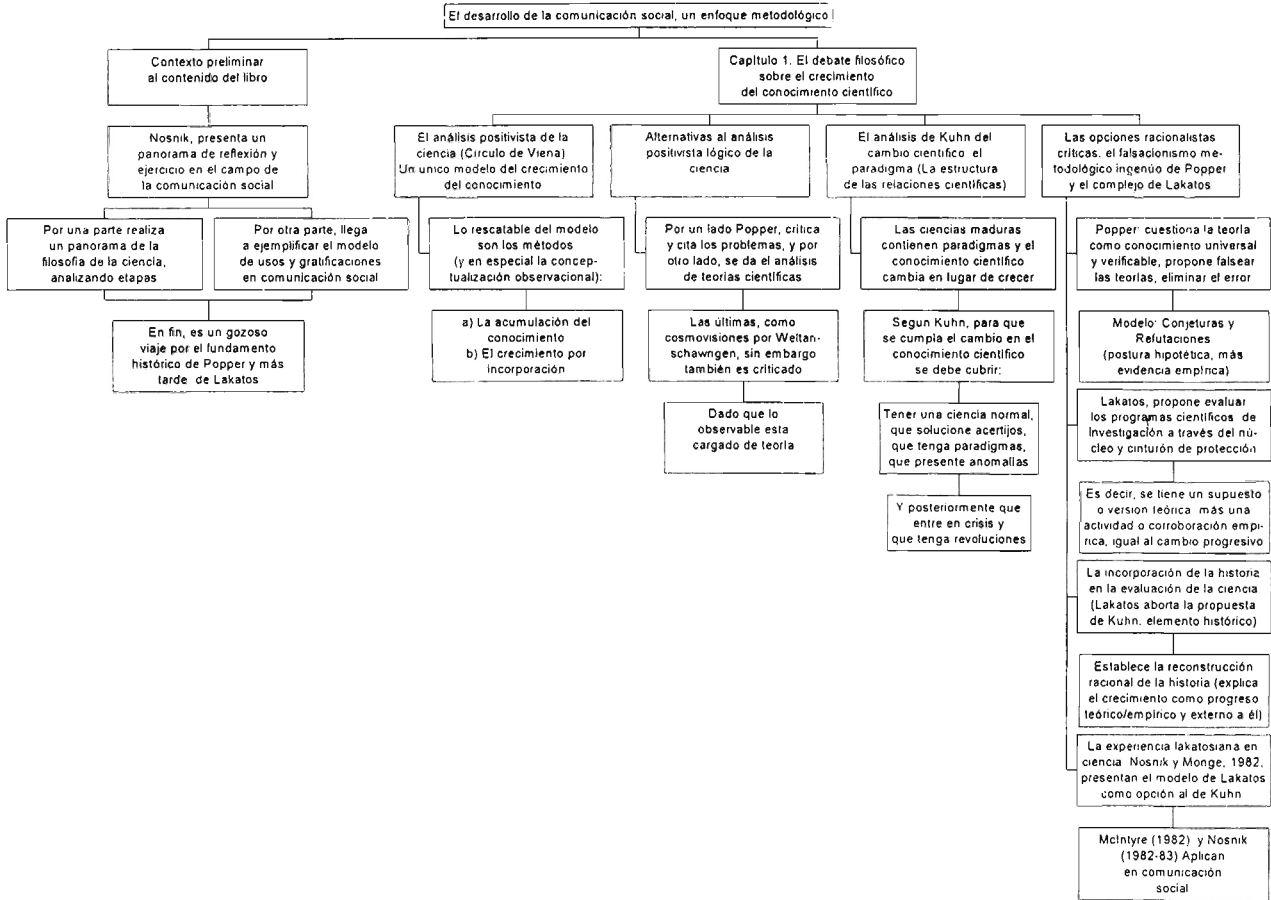 El desarrollo de la comunicación social, un enfoque metodológico
Contexto preliminar
al contenido del libro
Capítulo 1. El debate filosófico
sobre el crecimiento
del conocimiento científico
Nosnik, presenta un
panorama de reflexión y
ejercicio en el campo de
la comunicación social
El análisis positivista de la
ciencia (Círculo de Viena)
Un unico modelo del crecimiento
del conocimiento
Alternativas al análisis
positivista lógico de la
ciencia
El análisis de Kuhn del
cambio científico el
paradigma (La estructura
de las relaciones científicas)
Las opciones racionalistas
críticas. el falsacionismo me-
todológico ingenúo de Popper
y el complejo de Lakatos
Por una parte realiza
un panorama de la
filosofía de la ciencia,
analizando etapas
Por otra parte, llega
a ejemplificar el modelo
de usos y gratificaciones
en comunicación social
Lo rescatable del modelo
son los métodos
(y en especial la concep-
tualización observacional):
Por un lado Popper, critica
y cita los problemas, y por
otro lado, se da el análisis
de teorías científicas
Las ciencias maduras
contienen paradigmas y el
conocimiento científico
cambia en lugar de crecer
Popper cuestiona la teoría
como conocimiento universal
y verificable, propone falsear
las teorías, eliminar el error
En fin, es un gozoso
viaje por el fundamento
histórico de Popper y más
tarde de Lakatos
a) La acumulación del
conocimiento
b) El crecimiento por
incorporación
Las últimas, como
cosmovisiones por Weltan-
schawngen, sin embargo
también es criticado
Segun Kuhn, para que
se cumpla el cambio en el
conocimiento científico
se debe cubrir:
Modelo: Conjeturas y
Refutaciones
(postura hipotética, más
evidencia empírica)
Dado que lo
observable esta
cargado de teoría
Tener una ciencia normal,
que solucione acertijos,
que tenga paradigmas,
que presente anomalías
Lakatos, propone evaluar
los programas científicos de
Investigación a través del nú-
cleo y cinturón de protección
Y posteriormente que
entre en crisis y
que tenga revoluciones
Es decir, se tiene un supuesto
o versión teórica más una
actividad o corroboración empí-
rica, igual al cambio progresivo
La incorporación de la historia
en la evaluación de la ciencia
(Lakatos aborta la propuesta
de Kuhn. elemento histórico)
Establece la reconstrucción
racional de la historia (explica
el crecimiento como progreso
teórico/empírico y externo a él)
La experiencia lakatosiana en
ciencia Nosnik y Monge, 1982,
presentan el modelo de Lakatos
como opción al de Kuhn
McIntyre (1982) y Nosnik
(1982-83) Aplican
en comunicación
social